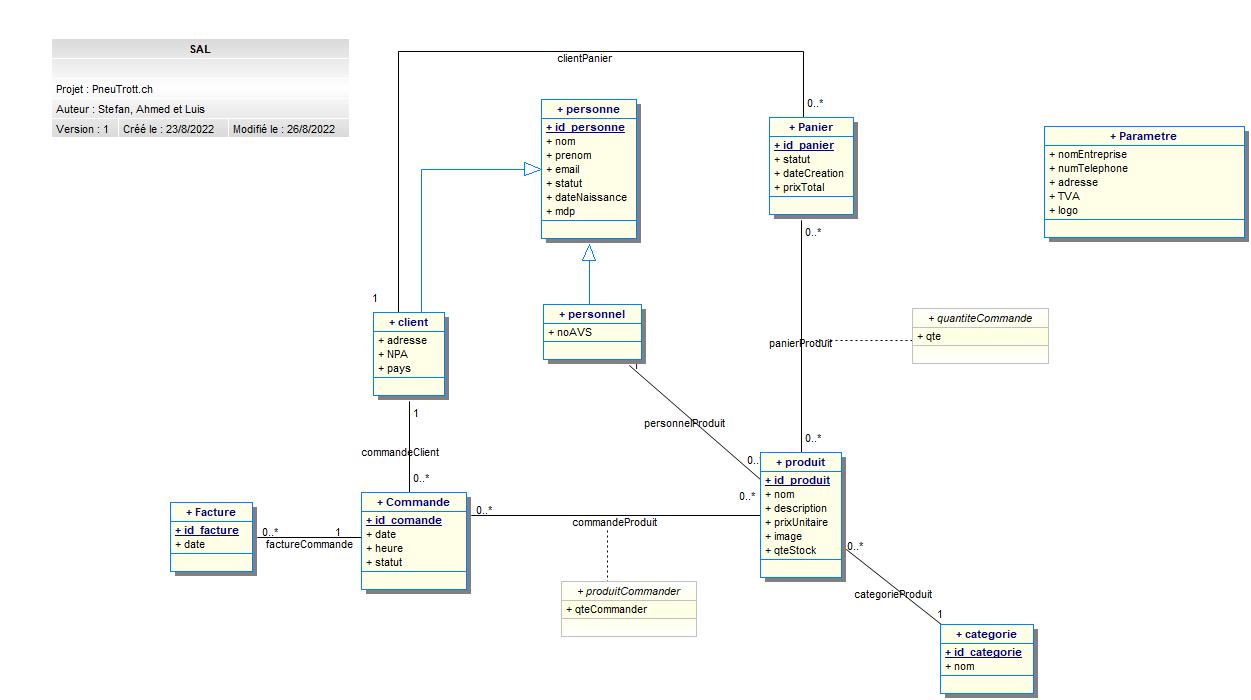 SAL
Projet : PneuTrott.ch
Auteur : Stefan, Ahmed et Luis
Version : 1 Créé le : 23/8/2022 Modifié le : 26/8/2022
clientPanier
0..*
1
+ personne
+ id_personne
+ nom
+ prenom
+ email
+ statut
+ dateNaissance
+ mdp
+ Panier
+ id_panier
+ statut
+ dateCreation
+ prixTotal
0..*
+ Parametre
+ nomEntreprise
+ numTelephone
+ adresse
+ TVA
+ logo
+ client
+ adresse
+ NPA
+ pays
1
+ personnel
+ noAVS
+ quantiteCommande
+ qte
panierProduit
0..*
personnelProduit
0..
commandeClient
0..*
+ Facture
+ id_facture
+ date
0..*
1
factureCommande
+ Commande
+ id_comande
+ date
+ heure
+ statut
0..*
0..*
commandeProduit
+ produit
+ id_produit
+ nom
+ description
+ prixUnitaire
+ image
+ qteStock
0..*
+ produitCommander
+ qteCommander
categorieProduit
1
+ categorie
+ id_categorie
+ nom